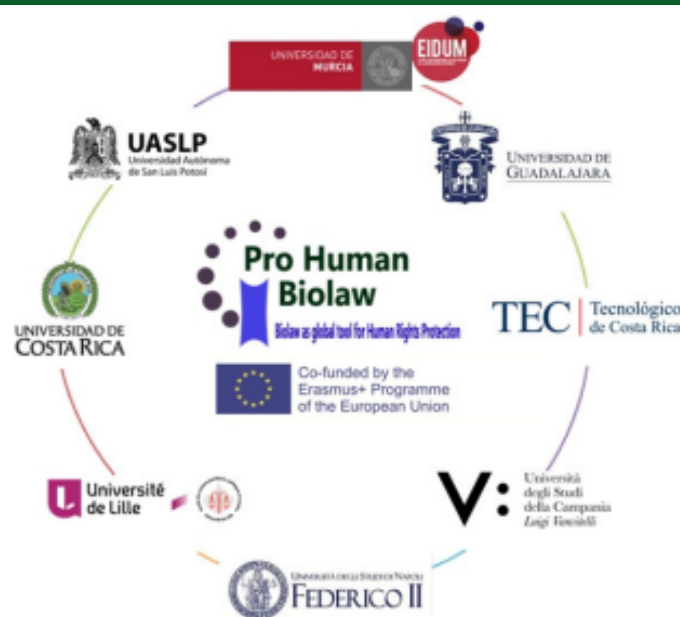 UNIVERSIDAD DE
MURCIA
EIDUM
UASLP
Universidad Autónoma
de San Luis Potosí
UNIVERSIDAD DE
GUADALAJARA
Pro Human
Biolaw
Biolaw as global tool for Human Rights Protection
UNIVERSIDAD DE
COSTA RICA
TEC
Tecnológico
de Costa Rica
Co-funded by the
Erasmus+ Programme
of the European Union
Université
de Lille
V:
Università
degli Studi
della Campania
Luigi Vanvitelli
UNIVERSITÀ DEGLI STUDI DI NAPOLI
FEDERICO II